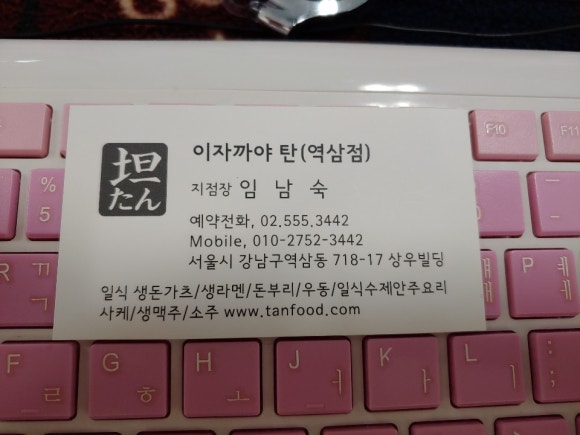 坦
たん
이자까야 탄(역삼점)
지점장 임 남 숙
예약전화, 02.555.3442
Mobile, 010-2752-3442
서울시 강남구역삼동 718-17 상우빌딩
일식 생돈가츠/생라멘/돈부리/우동/일식수제안주요리
사케/생맥주/소주 www.tanfood.com
F10
F11
%
5
R ㄲ
ㄱ
P ㅖ
ㅔ
F
ㄹ
G
ㅎ
H
ㅗ
J
ㅓ
K
ㅏ
L
ㅣ
:
;